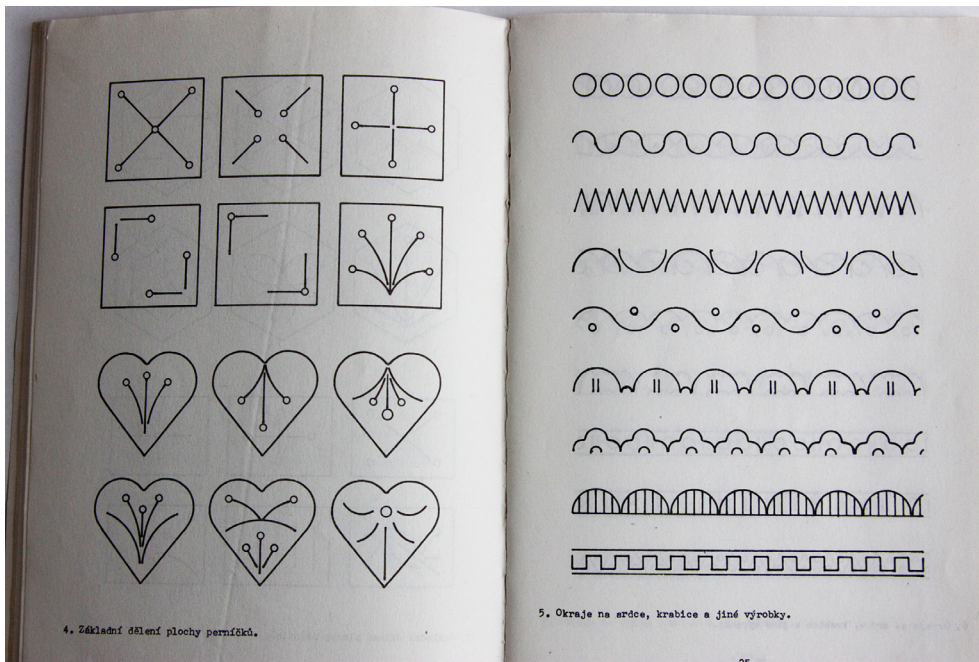 4. Základní dělení plochy perníčků.
5. Okraje na srdce, krabice a jiné výrobky.